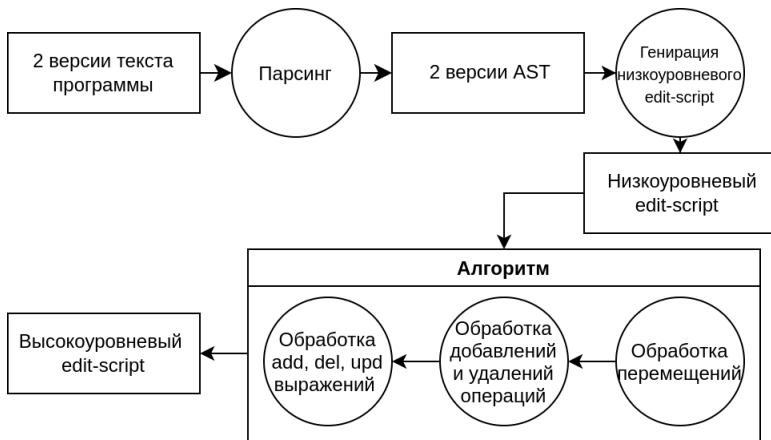 2 версии текста
программы
Парсинг
2 версии AST
Генирация
низкоуровневого
edit-script
Низкоуровневый
edit-script
Алгоритм
Высокоуровневый
edit-script
Обработка
add, del, upd
выражений
Обработка
добавлений
и удалений
операций
Обработка
перемещений